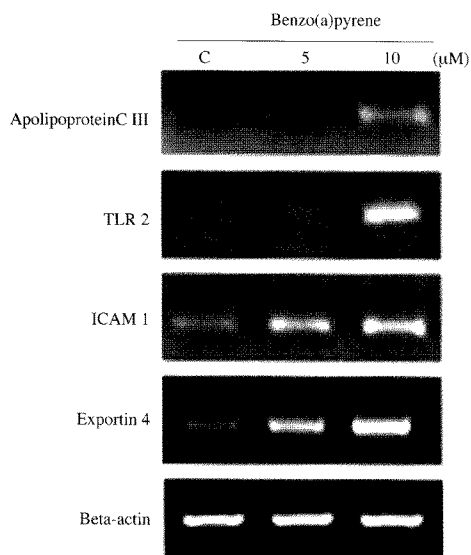 Benzo(a)pyrene
C 5 10 (μM)
ApolipoproteinC III
TLR 2
ICAM 1
Exportin 4
Beta-actin